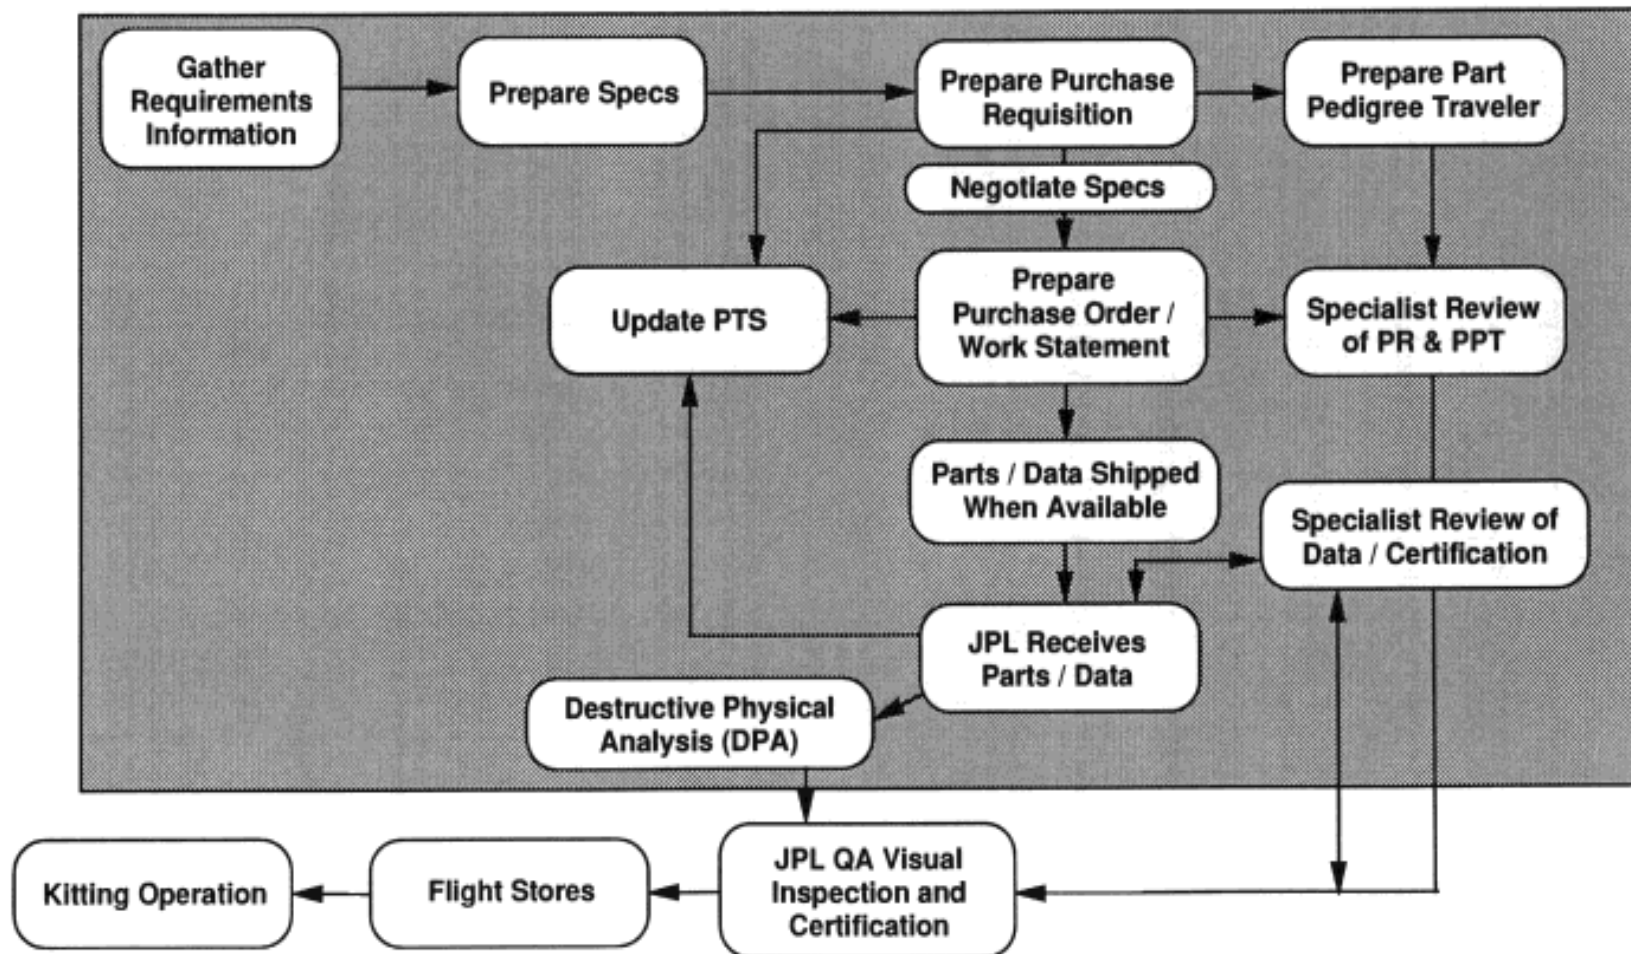 Gather
Requirements
Information
Prepare Specs
Prepare Purchase
Requisition
Prepare Part
Pedigree Traveler
Negotiate Specs
Update PTS
Prepare
Purchase Order /
Work Statement
Specialist Review
of PR & PPT
Parts / Data Shipped
When Available
Specialist Review of
Data / Certification
JPL Receives
Parts / Data
Destructive Physical
Analysis (DPA)
Kitting Operation
Flight Stores
JPL QA Visual
Inspection and
Certification